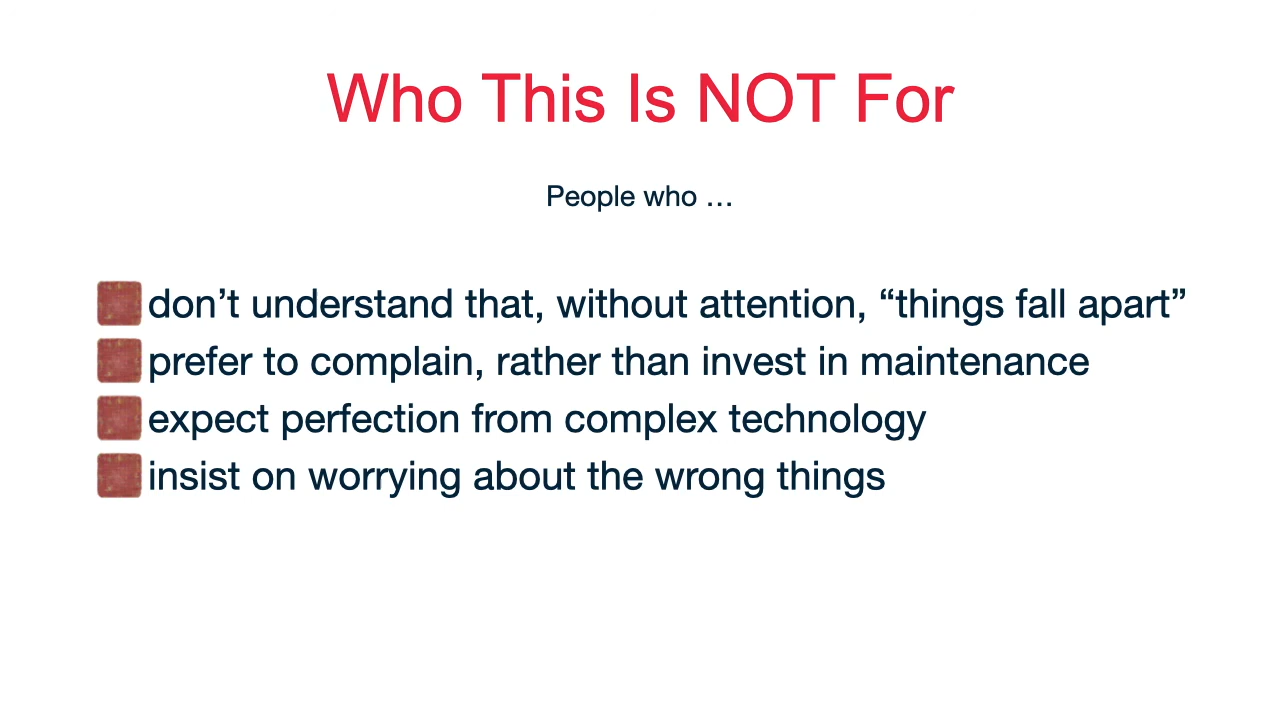 Who This Is NOT For
People who …
don’t understand that, without attention, “things fall apart”
prefer to complain, rather than invest in maintenance
expect perfection from complex technology
insist on worrying about the wrong things